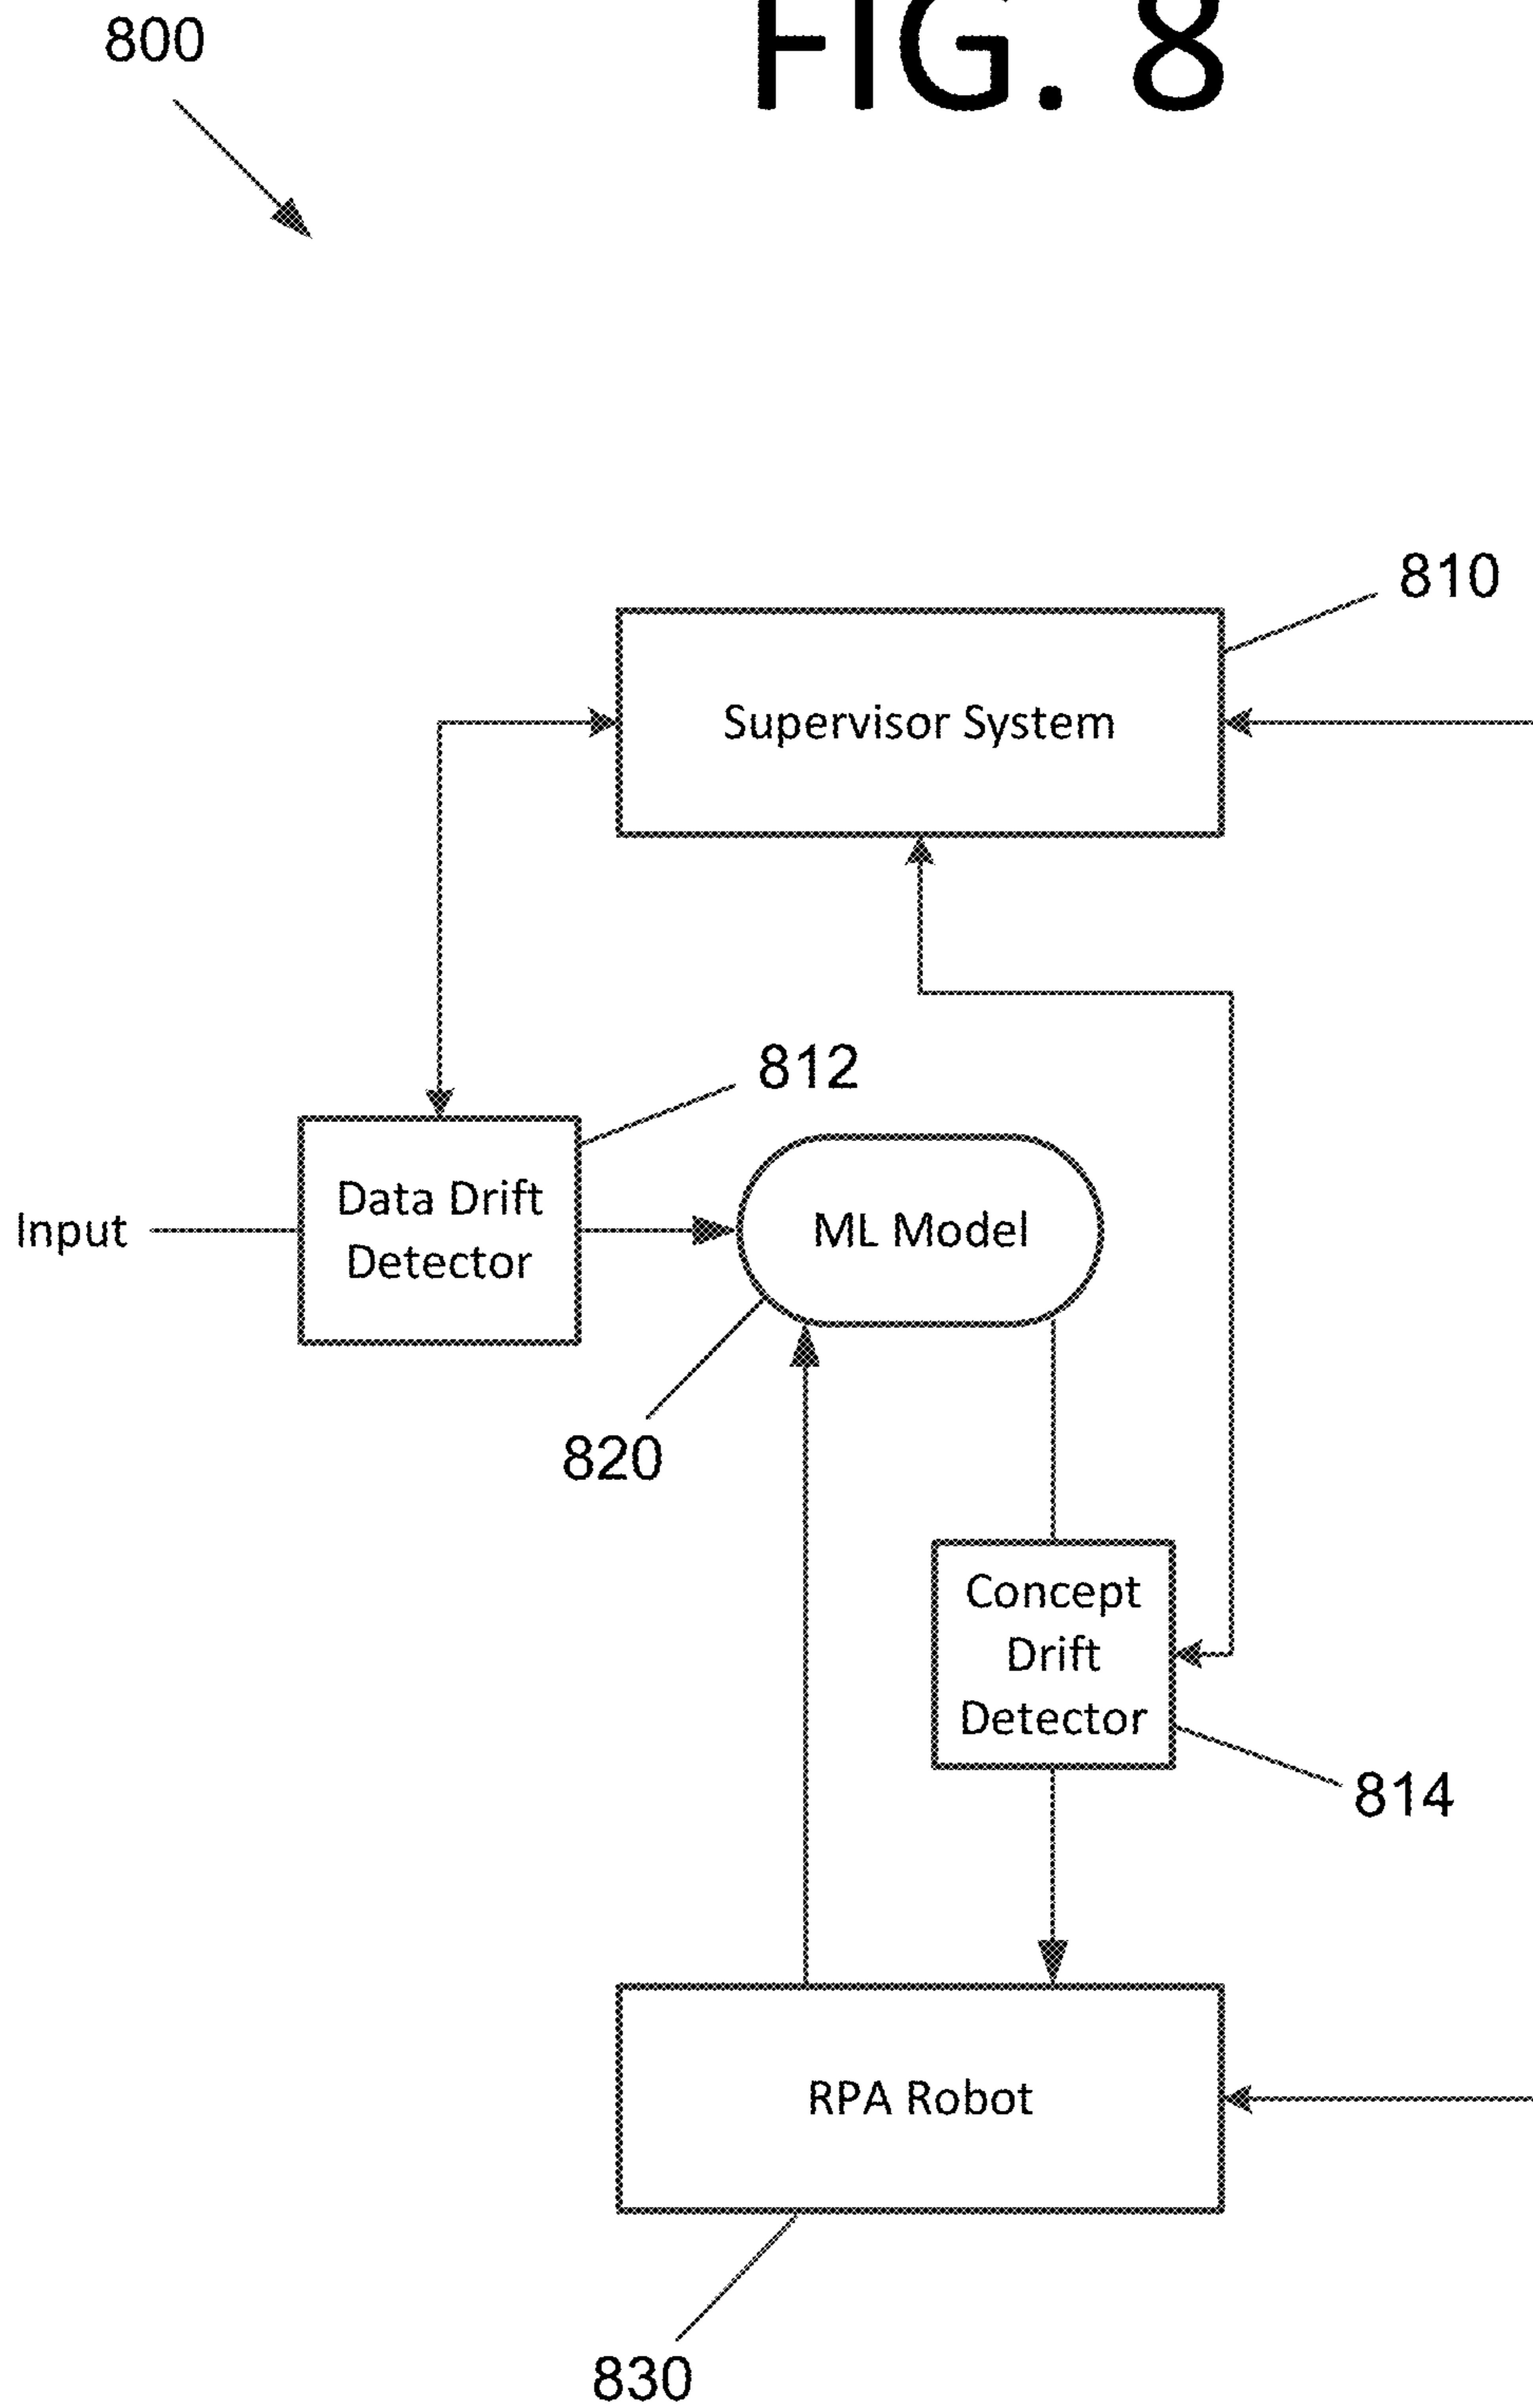 800
FIG. 8
810
Supervisor System
812
Data Drift
Detector
Input
ML Model
820
Concept
Drift
Detector
814
RPA Robot
830